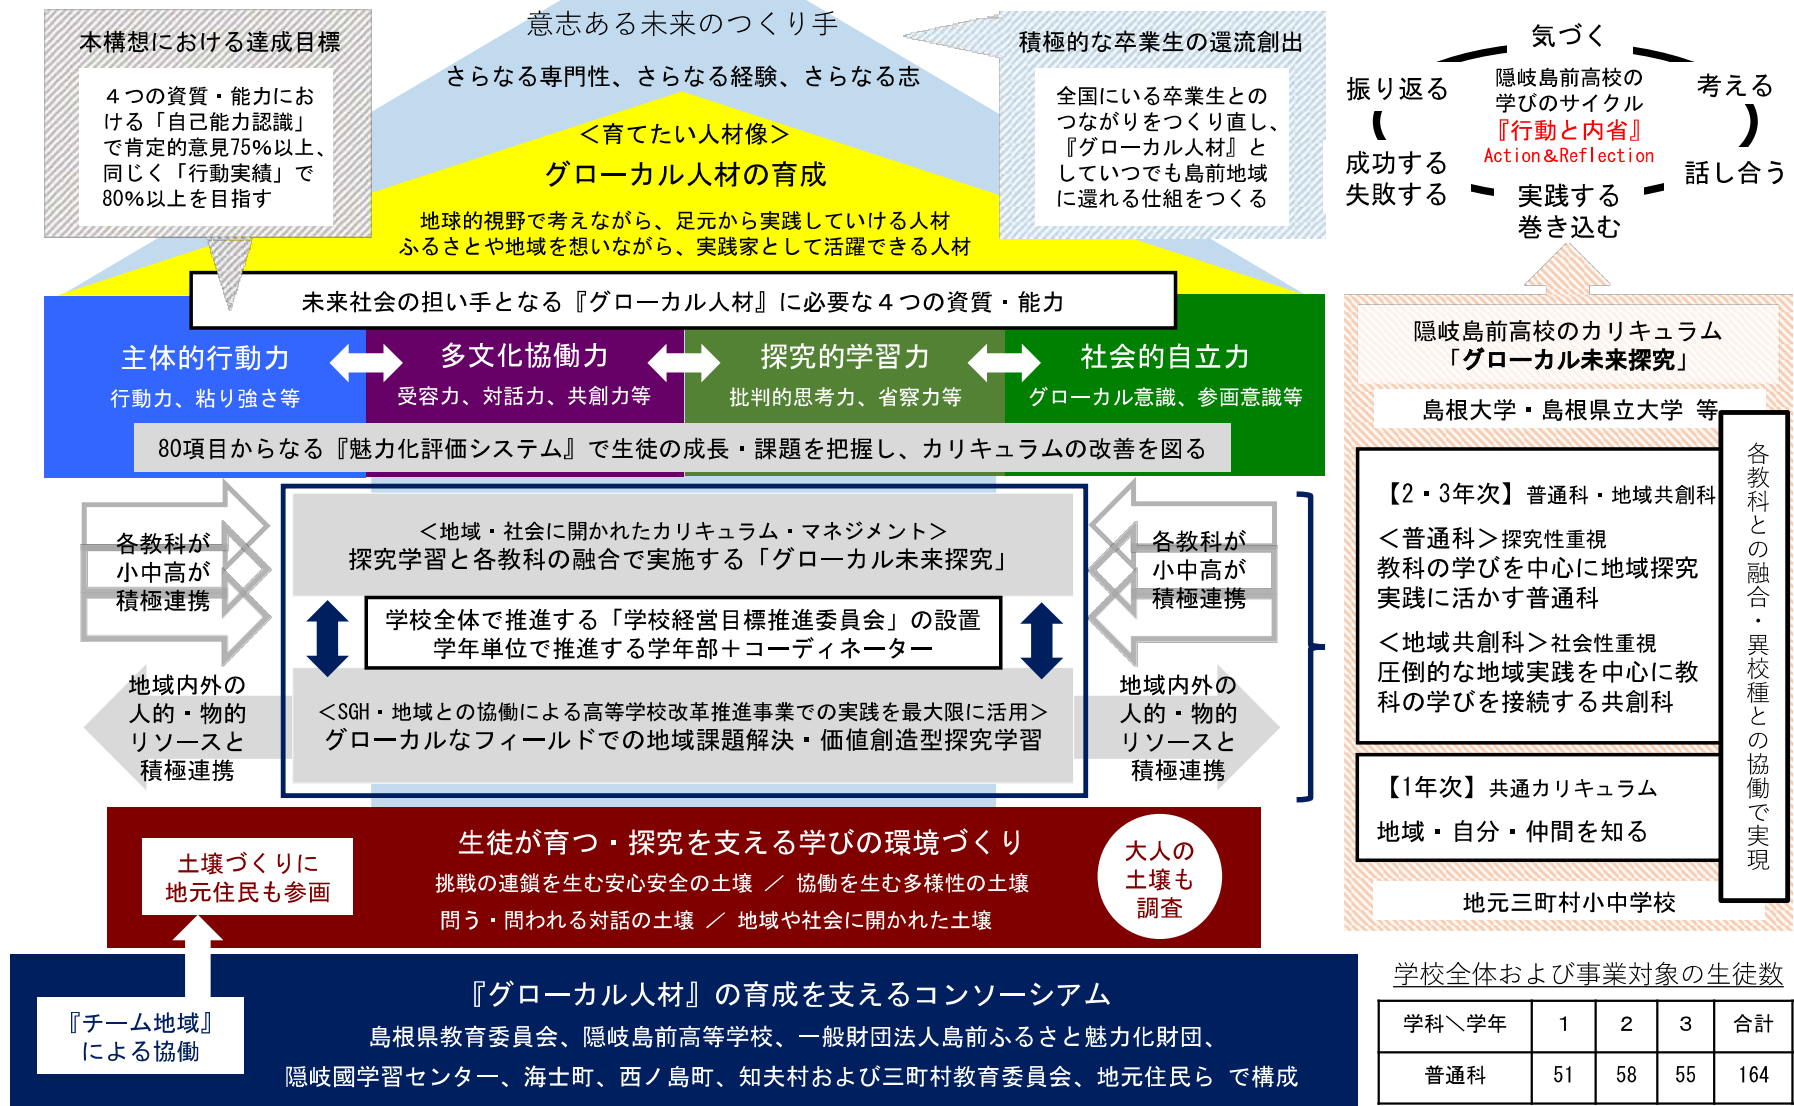 意志ある未来のつくり手
さらなる専門性、さらなる経験、さらなる志
本構想における達成目標
４つの資質・能力にお
ける「自己能力認識」
で肯定的意見75%以上、
同じく「行動実績」で
80%以上を目指す
積極的な卒業生の還流創出
全国にいる卒業生との
つながりをつくり直し、
『グローカル人材』と
していつでも島前地域
に還れる仕組をつくる
＜育てたい人材像＞
グローカル人材の育成
地球的視野で考えながら、足元から実践していける人材
ふるさとや地域を想いながら、実践家として活躍できる人材
未来社会の担い手となる『グローカル人材』に必要な４つの資質・能力
主体的行動力
行動力、粘り強さ等
多文化協働力
受容力、対話力、共創力等
探究的学習力
批判的思考力、省察力等
社会的自立力
グローカル意識、参画意識等
80項目からなる『魅力化評価システム』で生徒の成長・課題を把握し、カリキュラムの改善を図る
各教科が
小中高が
積極連携
＜地域・社会に開かれたカリキュラム・マネジメント＞
探究学習と各教科の融合で実施する「グローカル未来探究」
学校全体で推進する「学校経営目標推進委員会」の設置
学年単位で推進する学年部＋コーディネーター
＜SGH・地域との協働による高等学校改革推進事業での実践を最大限に活用＞
グローカルなフィールドでの地域課題解決・価値創造型探究学習
各教科が
小中高が
積極連携
地域内外の
人的・物的
リソースと
積極連携
地域内外の
人的・物的
リソースと
積極連携
生徒が育つ・探究を支える学びの環境づくり
挑戦の連鎖を生む安心安全の土壌 ／ 協働を生む多様性の土壌
問う・問われる対話の土壌 ／ 地域や社会に開かれた土壌
土壌づくりに
地元住民も参画
大人の
土壌も
調査
『チーム地域』
による協働
『グローカル人材』の育成を支えるコンソーシアム
島根県教育委員会、隠岐島前高等学校、一般財団法人島前ふるさと魅力化財団、
隠岐國学習センター、海士町、西ノ島町、知夫村および三町村教育委員会、地元住民ら で構成
気づく
考える
話し合う
実践する
巻き込む
成功する
失敗する
振り返る
隠岐島前高校の
学びのサイクル
『行動と内省』
Action&Reflection
隠岐島前高校のカリキュラム
「グローカル未来探究」
島根大学・島根県立大学 等
【2・3年次】普通科・地域共創科
＜普通科＞探究性重視
教科の学びを中心に地域探究
実践に活かす普通科
＜地域共創科＞社会性重視
圧倒的な地域実践を中心に教
科の学びを接続する共創科
【1年次】共通カリキュラム
地域・自分・仲間を知る
地元三町村小中学校
各教科との融合・異校種との協働で実現
学校全体および事業対象の生徒数
学科＼学年 1 2 3 合計
普通科 51 58 55 164